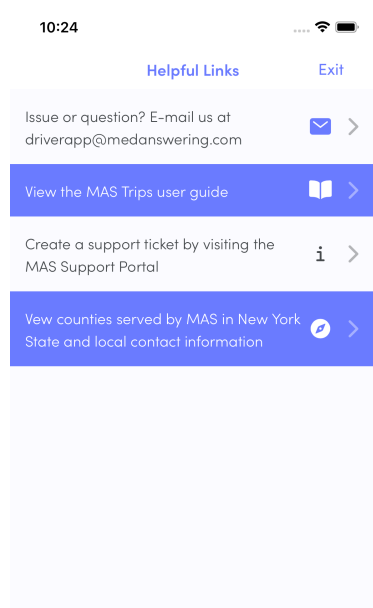 10:24
Helpful Links
Exit
Issue or question? E-mail us at
driverapp@medanswering.com
View the MAS Trips user guide
Create a support ticket by visiting the
MAS Support Portal
Vew counties served by MAS in New York
State and local contact information